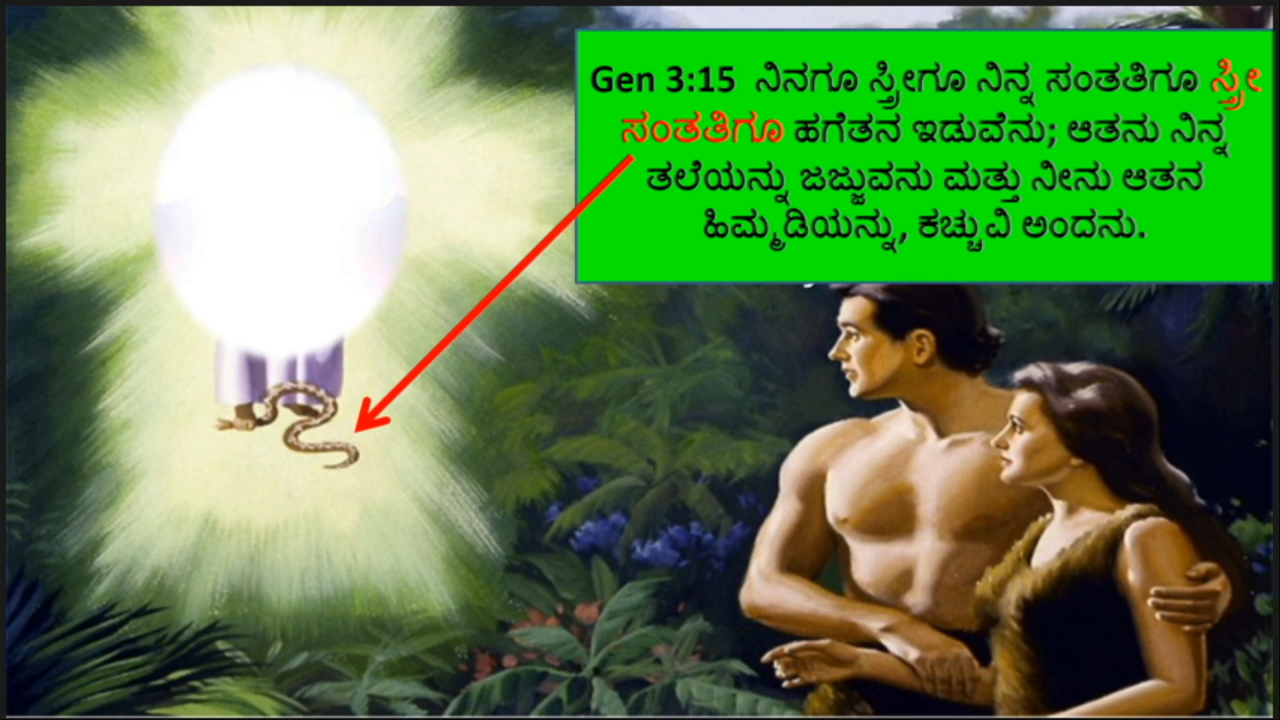 Gen 3:15 ನಿನಗೂ ಸ್ತ್ರೀಗೂ ನಿನ್ನ ಸಂತತಿಗೂ ಸ್ತ್ರೀ
ಸಂತತಿಗೂ ಹಗೆತನ ಇಡುವೆನು; ಆತನು ನಿನ್ನ
ತಲೆಯನ್ನು ಜಜ್ಜುವನು ಮತ್ತು ನೀನು ಆತನ
ಹಿಮ್ಮಡಿಯನ್ನು, ಕಚ್ಚುವಿ ಅಂದನು.